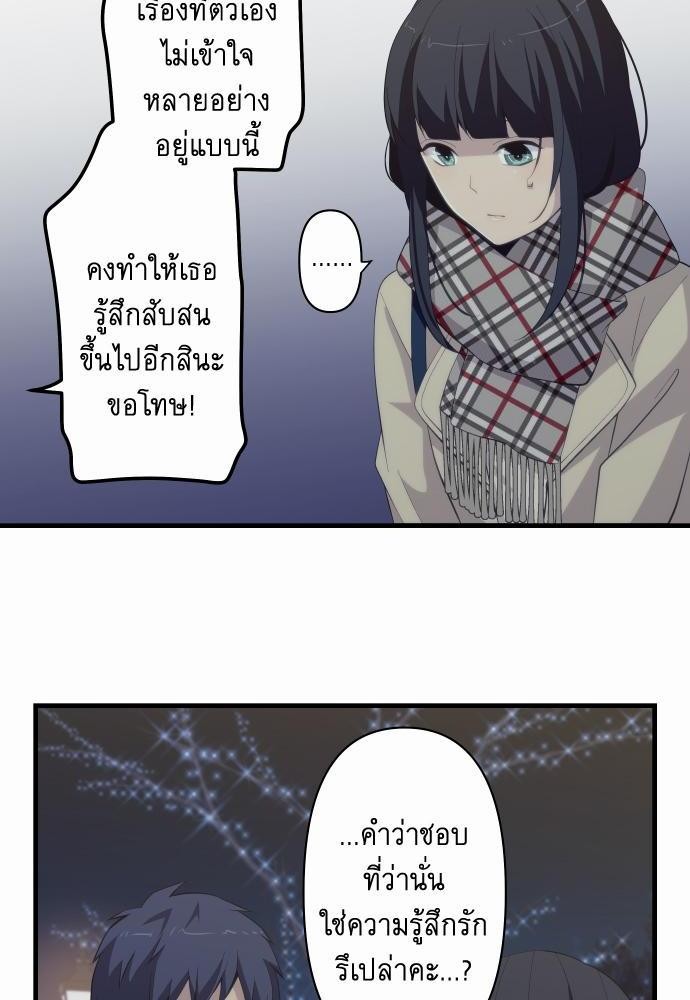 เรื่องที่ตัวเอง
ไม่เข้าใจ
หลายอย่าง
อยู่แบบนี้
คงทำให้เธอ
รู้สึกสับสน
ขึ้นไปอีกสินะ
ขอโทษ!
......
...คำว่าชอบ
ที่ว่านั่น
ใช่ความรู้สึกรัก
รึเปล่าคะ...?